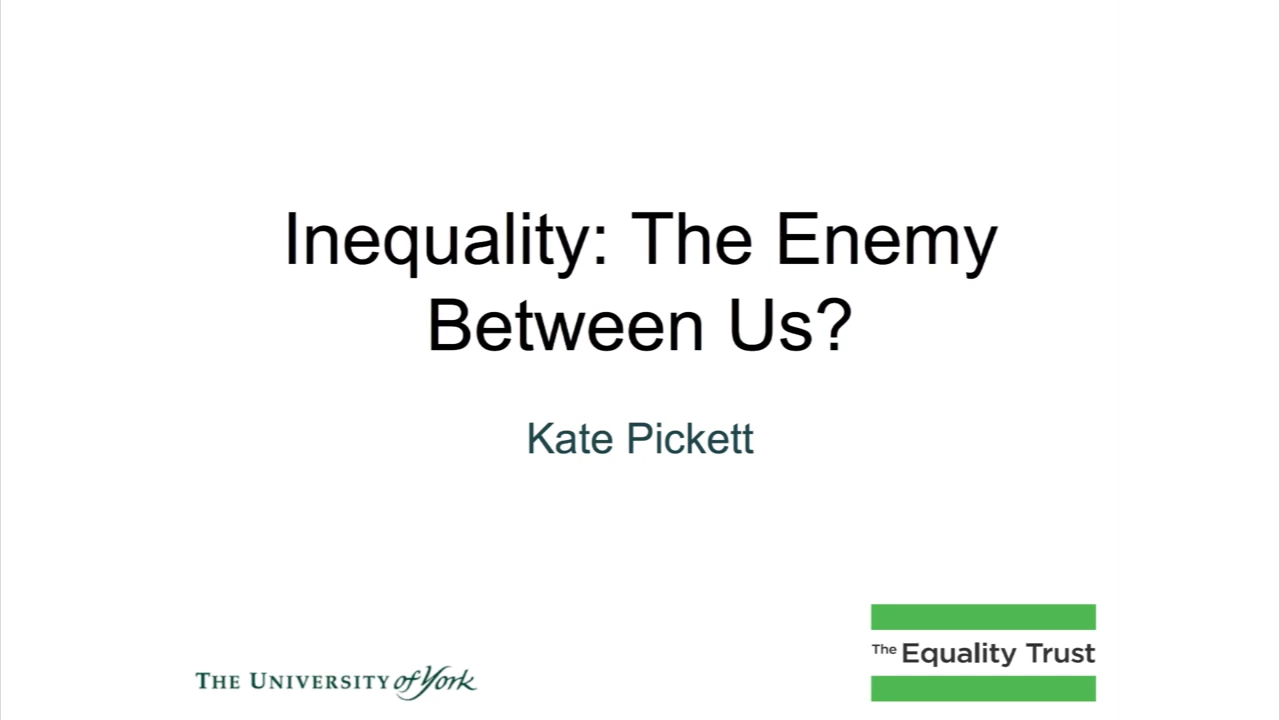 Inequality: The Enemy
Between Us?
Kate Pickett
THE UNIVERSITY of York
The Equality Trust